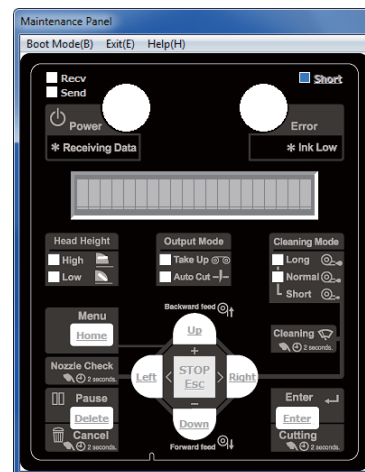 Maintenance Panel
Boot Mode(B) Exit(E) Help(H)
Recv
Send
Short
Power
Error
* Receiving Data
* Ink Low
Head Height
High
Low
Output Mode
Take Up
Auto Cut
Cleaning Mode
Long
Normal
Short
Menu
Home
Backward feed
Up
+
Cleaning
2 seconds.
Nozzle Check
2 seconds.
Left
<
STOP
Esc
>
Right
Pause
Delete
Cancel
2 seconds.
-
Down
Forward feed
Enter
Enter
Cutting
2 seconds.